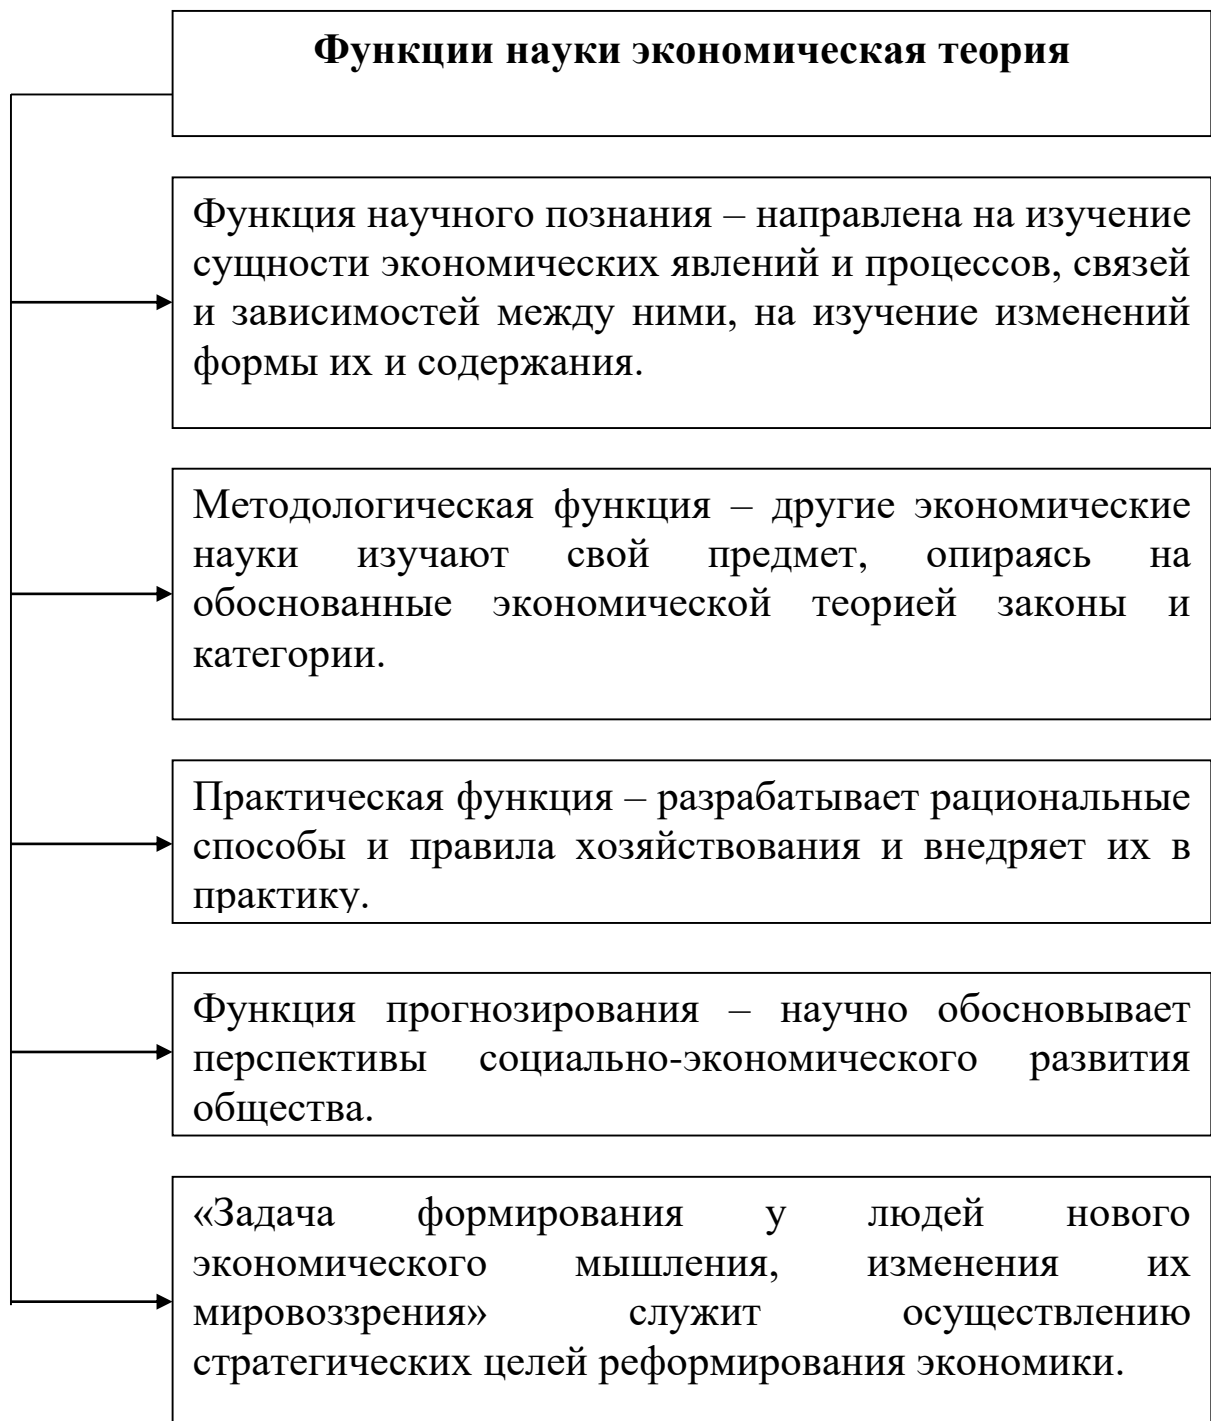 Функции науки экономическая теория
Функция научного познания – направлена на изучение
сущности экономических явлений и процессов, связей
и зависимостей между ними, на изучение изменений
формы их и содержания.
Методологическая функция – другие экономические
науки изучают свой предмет, опираясь на
обоснованные экономической теорией законы и
категории.
Практическая функция – разрабатывает рациональные
способы и правила хозяйствования и внедряет их в
практику.
Функция прогнозирования – научно обосновывает
перспективы социально-экономического развития
общества.
«Задача формирования у людей нового
экономического мышления, изменения их
мировоззрения» служит осуществлению
стратегических целей реформирования экономики.